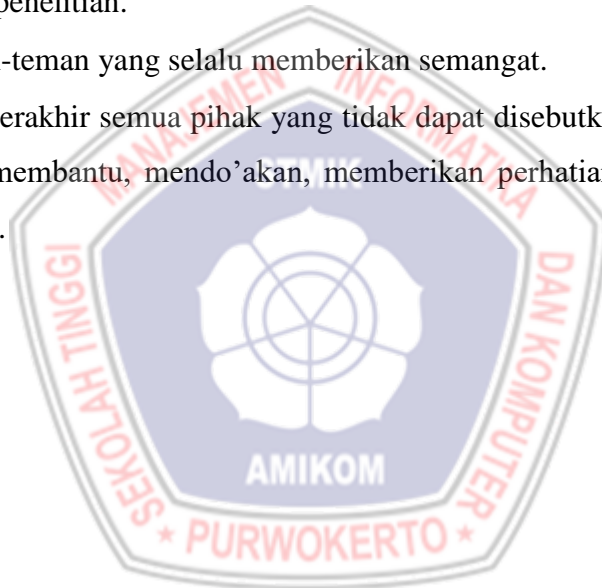 penelitian.
-teman yang selalu memberikan semangat.
erakhir semua pihak yang tidak dapat disebutk
membantu, mendo’akan, memberikan perhatian
.
SEKOLAH TINGGI MANAJEMEN INFORMATIKA DAN KOMPUTER
STMIK
AMIKOM
* PURWOKERTO *